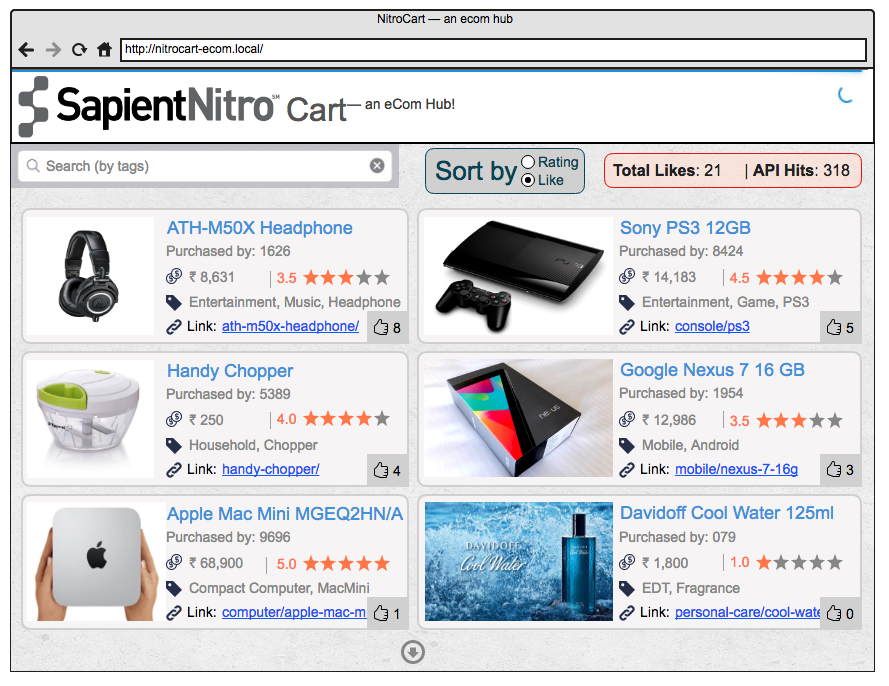 NitroCart — an ecom hub
http://nitrocart-ecom.local/
SapientNitro℠ Cart — an eCom Hub!
Search (by tags)
Sort by
Rating
Like
Total Likes: 21 | API Hits: 318
ATH-M50X Headphone
Purchased by: 1626
₹ 8,631 | 3.5
Entertainment, Music, Headphone
Link: ath-m50x-headphone/
8
Sony PS3 12GB
Purchased by: 8424
₹ 14,183 | 4.5
Entertainment, Game, PS3
Link: console/ps3
5
Handy Chopper
Purchased by: 5389
₹ 250 | 4.0
Household, Chopper
Link: handy-chopper/
4
Google Nexus 7 16 GB
Purchased by: 1954
₹ 12,986 | 3.5
Mobile, Android
Link: mobile/nexus-7-16g
3
nexus
Apple Mac Mini MGEQ2HN/A
Purchased by: 9696
₹ 68,900 | 5.0
Compact Computer, MacMini
Link: computer/apple-mac-m
1
DAVIDOFF
Cool Water
Davidoff Cool Water 125ml
Purchased by: 079
₹ 1,800 | 1.0
EDT, Fragrance
Link: personal-care/cool-wate
0